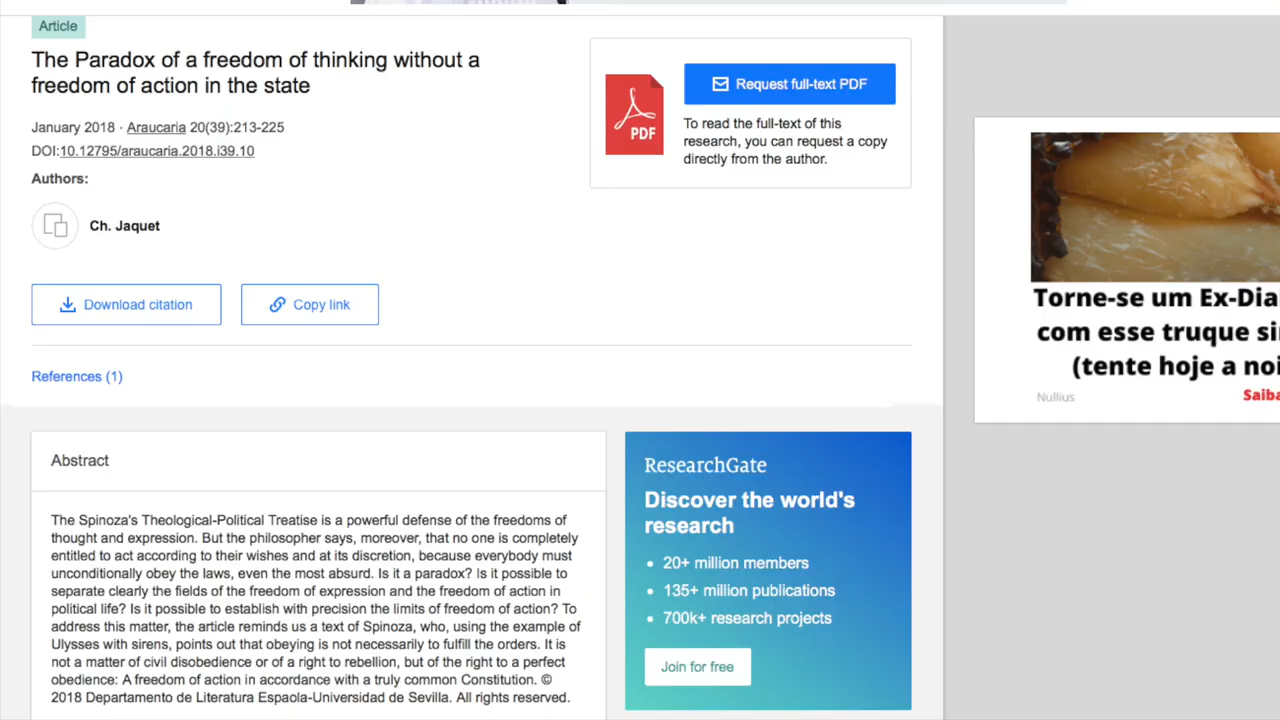 Article
The Paradox of a freedom of thinking without a
freedom of action in the state
January 2018 · Araucaria 20(39):213-225
DOI:10.12795/araucaria.2018.i39.10
Authors:
Ch. Jaquet
Download citation
Copy link
References (1)
PDF
Request full-text PDF
To read the full-text of this
research, you can request a copy
directly from the author.
Abstract
The Spinoza's Theological-Political Treatise is a powerful defense of the freedoms of
thought and expression. But the philosopher says, moreover, that no one is completely
entitled to act according to their wishes and at its discretion, because everybody must
unconditionally obey the laws, even the most absurd. Is it a paradox? Is it possible to
separate clearly the fields of the freedom of expression and the freedom of action in
political life? Is it possible to establish with precision the limits of freedom of action? To
address this matter, the article reminds us a text of Spinoza, who, using the example of
Ulysses with sirens, points out that obeying is not necessarily to fulfill the orders. It is
not a matter of civil disobedience or of a right to rebellion, but of the right to a perfect
obedience: A freedom of action in accordance with a truly common Constitution. ©
2018 Departamento de Literatura Espaola-Universidad de Sevilla. All rights reserved.
ResearchGate
Discover the world's
research
20+ million members
135+ million publications
700k+ research projects
Join for free
Torne-se um Ex-Dia
com esse truque si
(tente hoje a noi
Nullius
Saiba